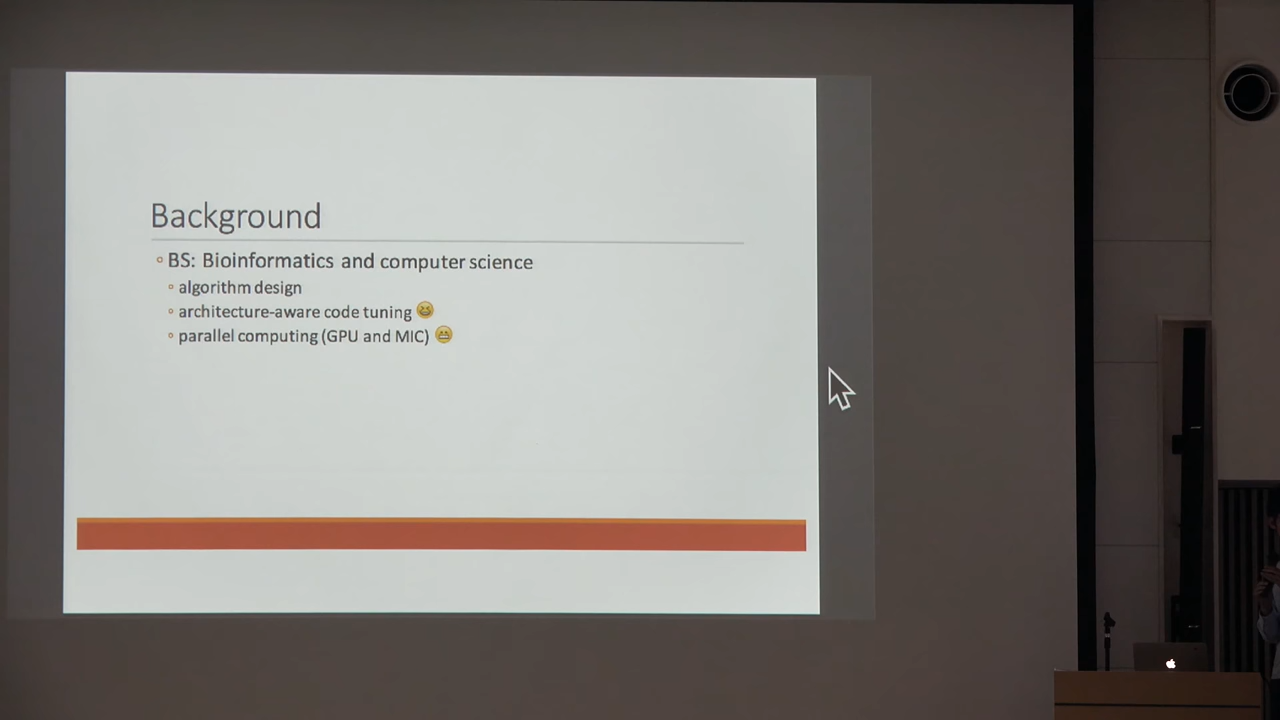 Background
BS: Bioinformatics and computer science
algorithm design
architecture-aware code tuning 😆
parallel computing (GPU and MIC) 😁